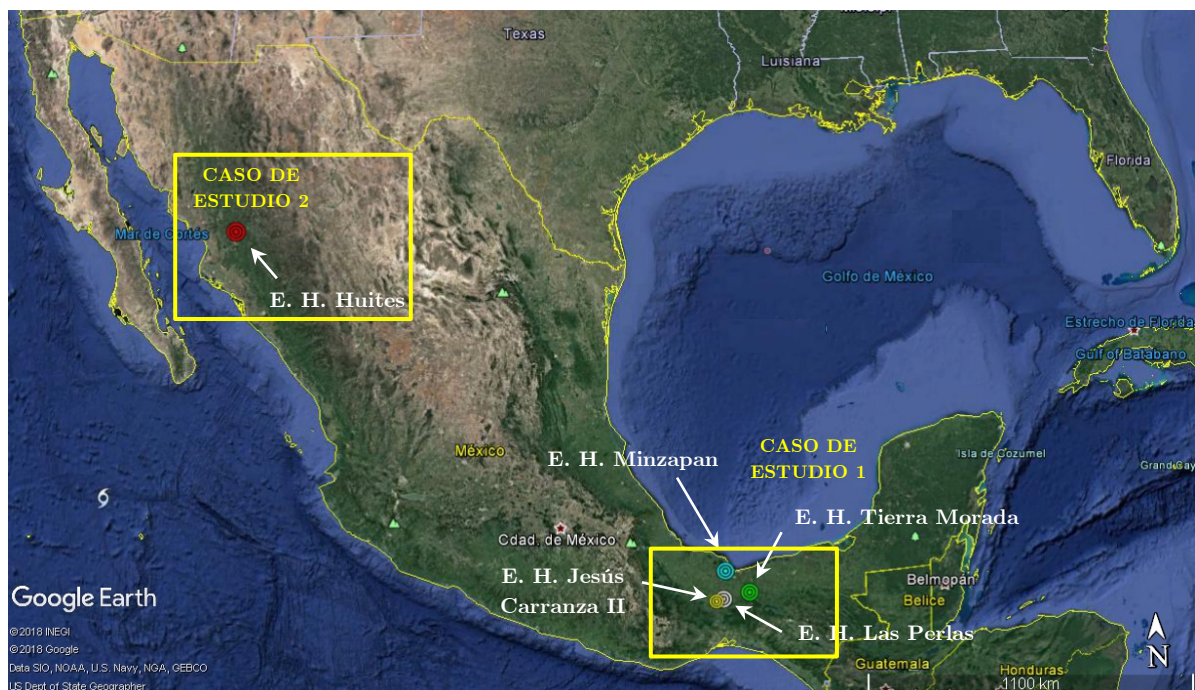 Texas
Luisiana
Florida
CASO DE
ESTUDIO 2
Mar de Cortés
E. H. Huites
Golfo de México
Estrecho de Florida
Gulf of Batabano
México
E. H. Minzapan
CASO DE
ESTUDIO 1
Isla de Cozumel
E. H. Tierra Morada
Cdad. de México
E. H. Jesús
Carranza II
E. H. Las Perlas
Belmopán
Belice
Guatemala
Honduras
Google Earth
©2018 INEGI
©2018 Google
Data SIO, NOAA, U.S. Navy, NGA, GEBCO
US Dept of State Geographer
1100 km
N